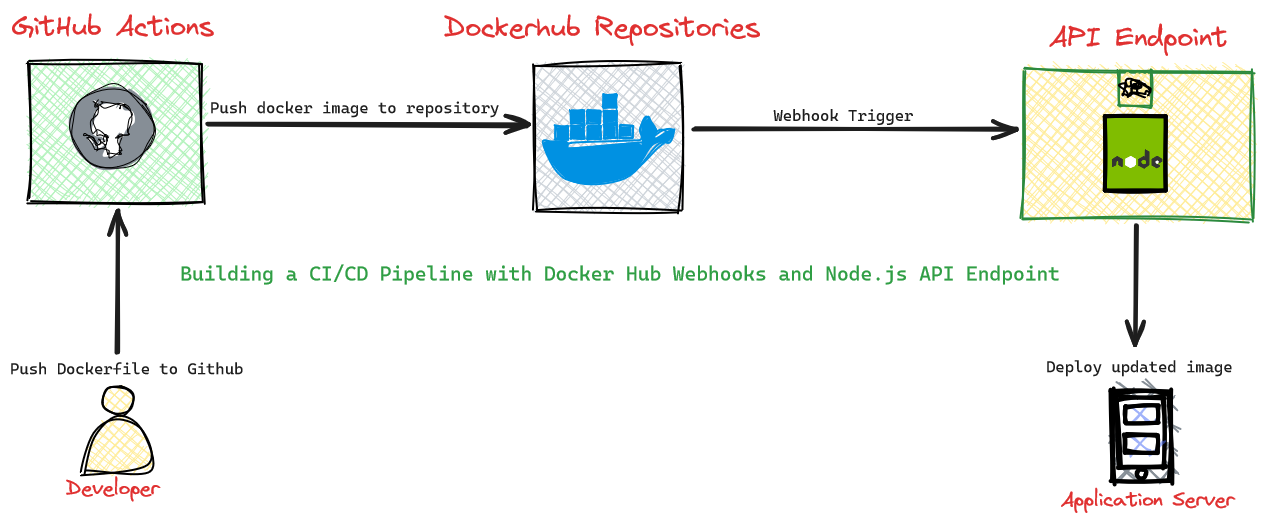 GitHub Actions
Dockerhub Repositories
API Endpoint
Push docker image to repository
Webhook Trigger
node
Building a CI/CD Pipeline with Docker Hub Webhooks and Node.js API Endpoint
Push Dockerfile to Github
Deploy updated image
Developer
Application Server